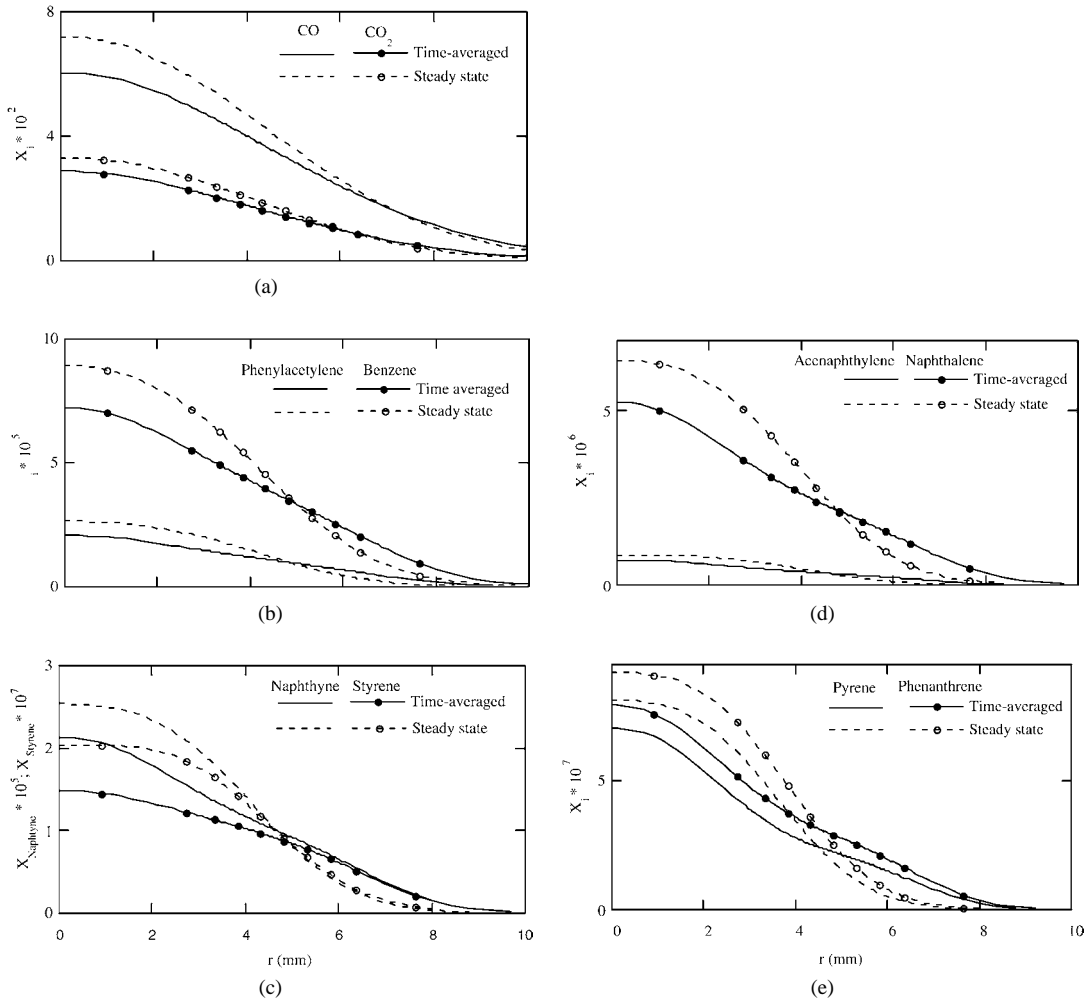 8
4
0
X_i * 10^2
CO CO_2
Time-averaged
Steady state
(a)
10
5
0
i * 10^5
Phenylacetylene Benzene
Time averaged
Steady state
(b)
5
0
X_i * 10^6
Accnaphthylene Naphthalene
Time-averaged
Steady state
(d)
3
2
1
0
X_Naphtyne * 10^5; X_Styrene * 10^7
Naphthyne Styrene
Time-averaged
Steady state
0 2 4 6 8 10
r (mm)
(c)
5
0
X_i * 10^7
Pyrene Phenanthrene
Time-averaged
Steady state
0 2 4 6 8 10
r (mm)
(e)